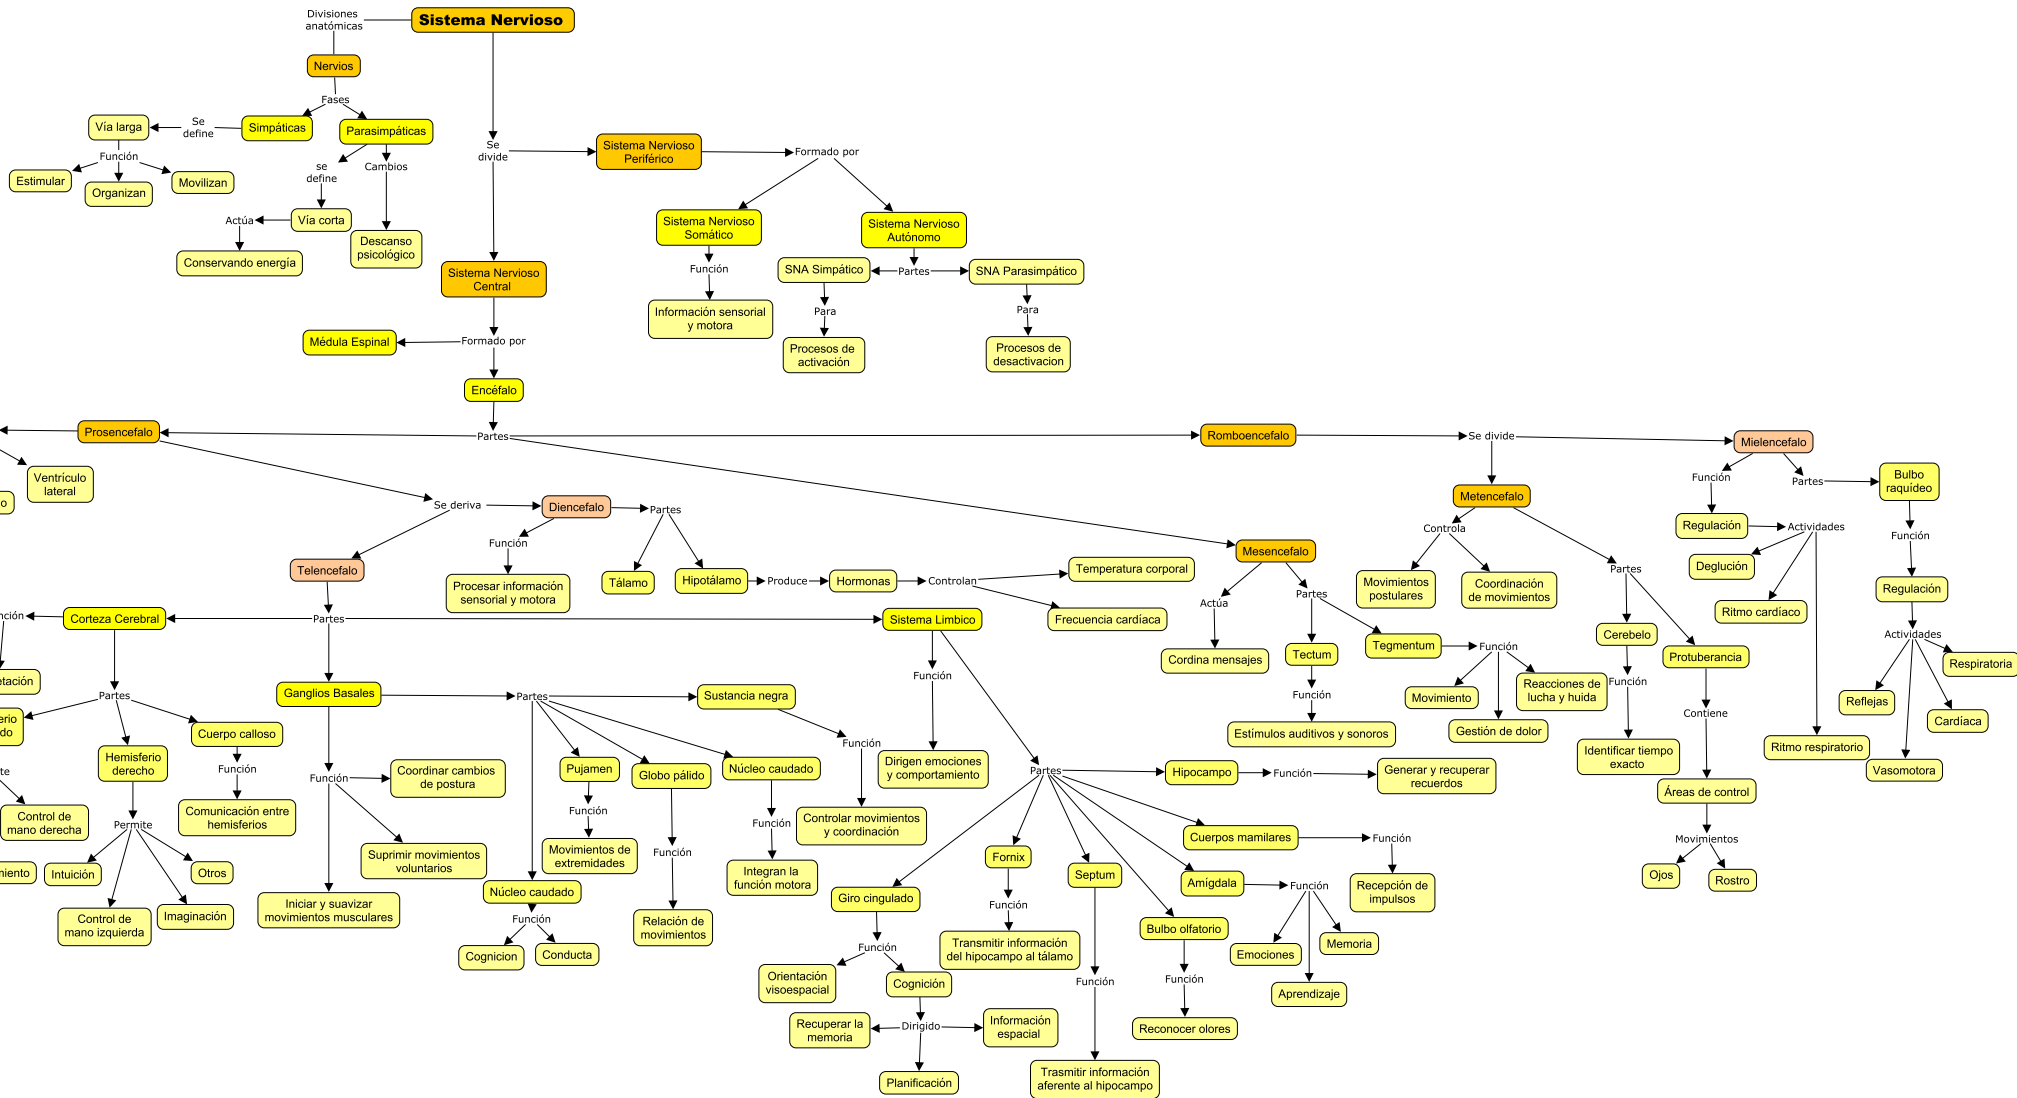 Divisiones
anatómicas
Sistema Nervioso
Nervios
Fases
Vía larga
Se
define
Simpáticas
Parasimpáticas
Función
Estimular
Organizan
Movilizan
se
define
Cambios
Actúa
Vía corta
Conservando energía
Descanso
psicológico
Se
divide
Sistema Nervioso
Periférico
Formado por
Sistema Nervioso
Somático
Sistema Nervioso
Autónomo
Función
Información sensorial
y motora
SNA Simpático
Partes
SNA Parasimpático
Para
Procesos de
activación
Para
Procesos de
desactivacion
Sistema Nervioso
Central
Médula Espinal
Formado por
Encéfalo
Partes
Prosencefalo
Ventrículo
lateral
o
Se deriva
Diencefalo
Función
Procesar información
sensorial y motora
Partes
Tálamo
Hipotálamo
Produce
Hormonas
Controlan
Temperatura corporal
Frecuencia cardíaca
Telencefalo
Partes
nción
Corteza Cerebral
etación
Partes
erio
do
te
Control de
mano derecha
miento
Hemisferio
derecho
Permite
Intuición
Control de
mano izquierda
Imaginación
Otros
Cuerpo calloso
Función
Comunicación entre
hemisferios
Ganglios Basales
Función
Coordinar cambios
de postura
Suprimir movimientos
voluntarios
Iniciar y suavizar
movimientos musculares
Partes
Sustancia negra
Función
Controlar movimientos
y coordinación
Pujamen
Función
Movimientos de
extremidades
Globo pálido
Función
Relación de
movimientos
Núcleo caudado
Función
Integran la
función motora
Núcleo caudado
Función
Cognicion
Conducta
Sistema Limbico
Función
Dirigen emociones
y comportamiento
Partes
Hipocampo
Función
Generar y recuperar
recuerdos
Cuerpos mamilares
Función
Recepción de
impulsos
Amígdala
Función
Emociones
Aprendizaje
Memoria
Bulbo olfatorio
Función
Reconocer olores
Septum
Función
Trasmitir información
aferente al hipocampo
Fornix
Función
Transmitir información
del hipocampo al tálamo
Giro cingulado
Función
Orientación
visoespacial
Cognición
Dirigido
Recuperar la
memoria
Información
espacial
Planificación
Mesencefalo
Actúa
Cordina mensajes
Partes
Tectum
Función
Estímulos auditivos y sonoros
Tegmentum
Función
Movimiento
Gestión de dolor
Reacciones de
lucha y huida
Romboencefalo
Se divide
Metencefalo
Controla
Movimientos
postulares
Coordinación
de movimientos
Partes
Cerebelo
Función
Identificar tiempo
exacto
Protuberancia
Contiene
Áreas de control
Movimientos
Ojos
Rostro
Mielencefalo
Función
Regulación
Actividades
Deglución
Ritmo cardíaco
Ritmo respiratorio
Partes
Bulbo
raquídeo
Función
Regulación
Actividades
Reflejas
Vasomotora
Cardíaca
Respiratoria